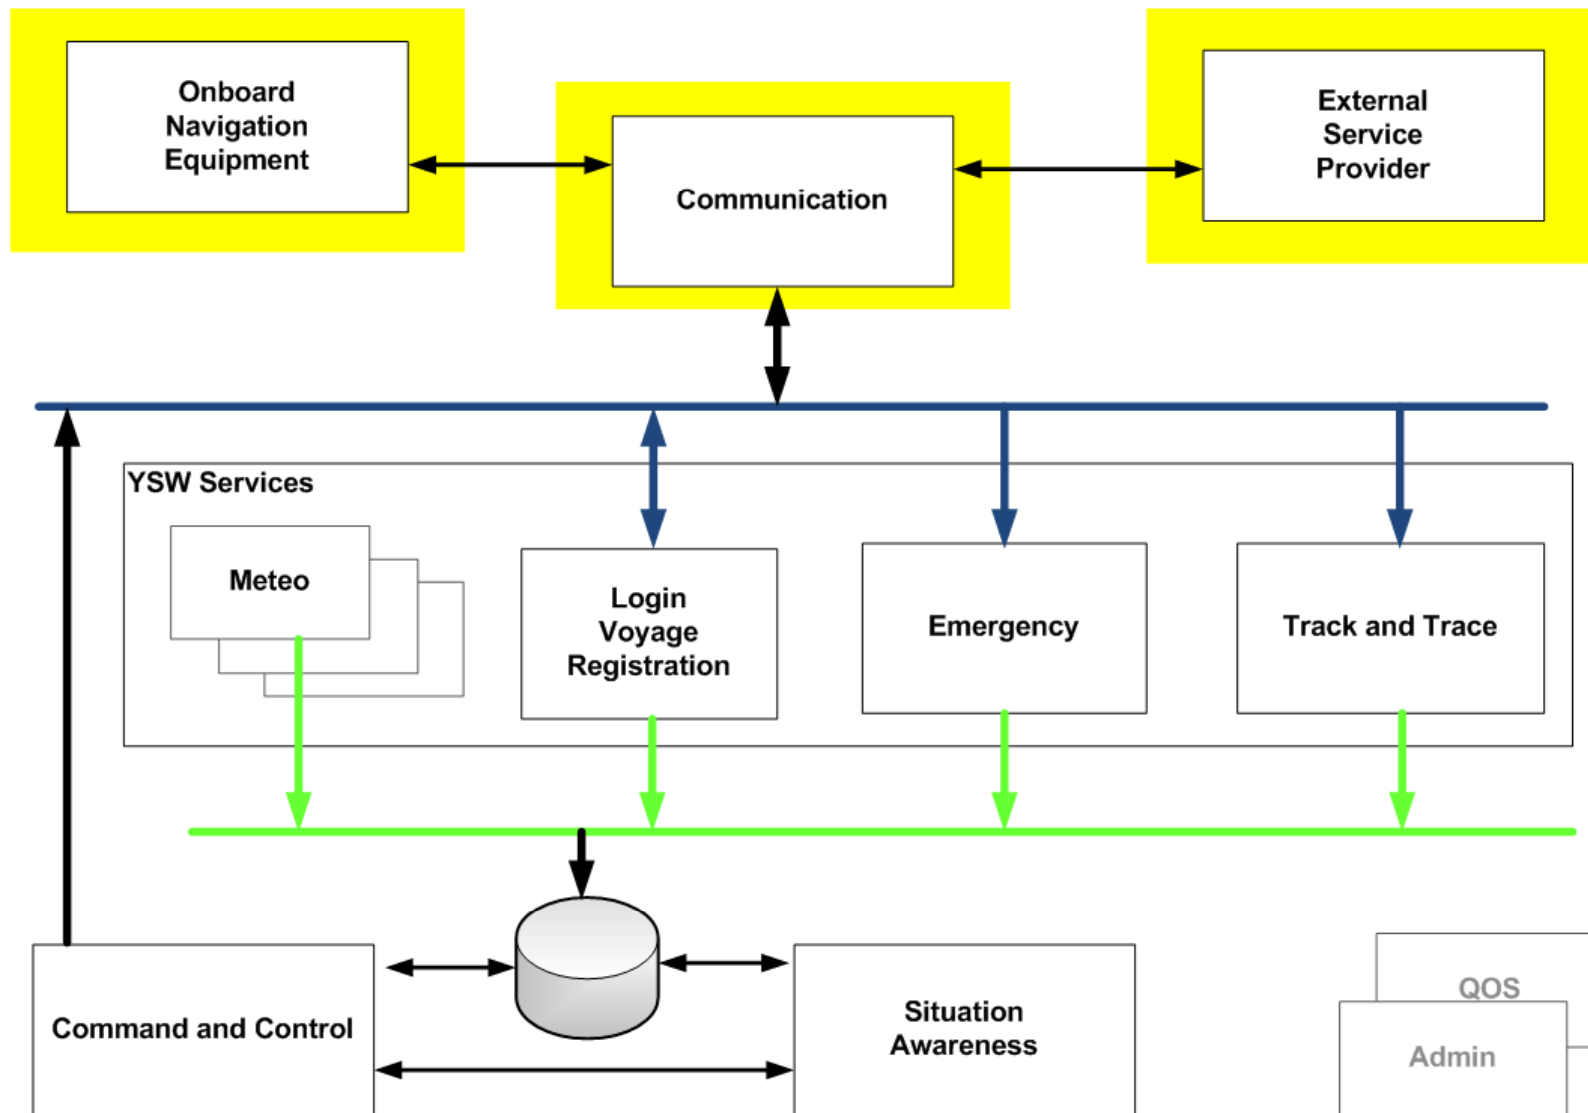 Onboard
Navigation
Equipment
External
Service
Provider
Communication
YSW Services
Meteo
Login
Voyage
Registration
Emergency
Track and Trace
Command and Control
Situation
Awareness
QOS
Admin